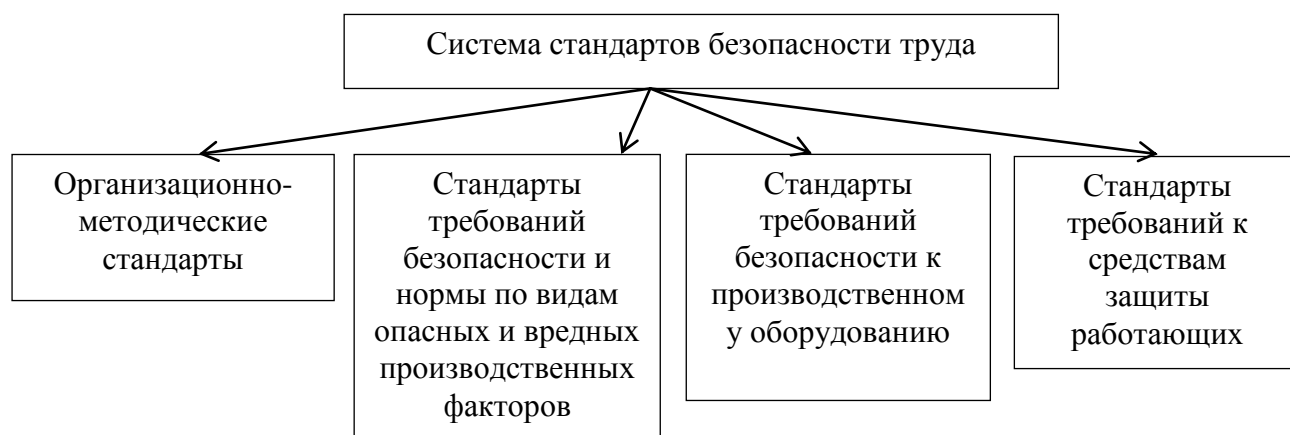 Система стандартов безопасности труда
Организационно-
методические
стандарты
Стандарты
требований
безопасности и
нормы по видам
опасных и вредных
производственных
факторов
Стандарты
требований
безопасности к
производственном
у оборудованию
Стандарты
требований к
средствам
защиты
работающих